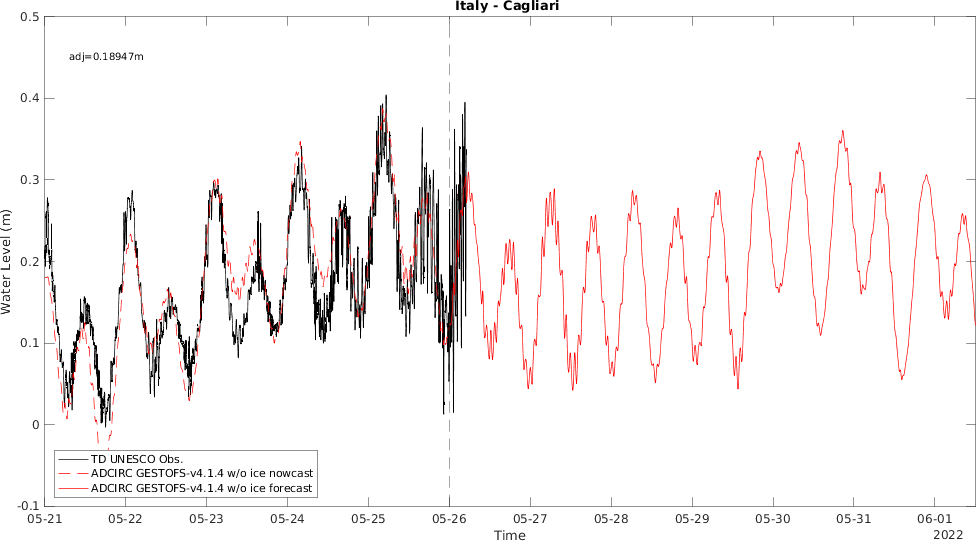 Italy - Cagliari
0.5
adj=0.18947m
0.4
0.3
0.2
0.1
0
-0.1
Water Level (m)
TD UNESCO Obs.
ADCIRC GESTOFS-v4.1.4 w/o ice nowcast
ADCIRC GESTOFS-v4.1.4 w/o ice forecast
05-21 05-22 05-23 05-24 05-25 05-26 05-27 05-28 05-29 05-30 05-31 06-01
Time
2022